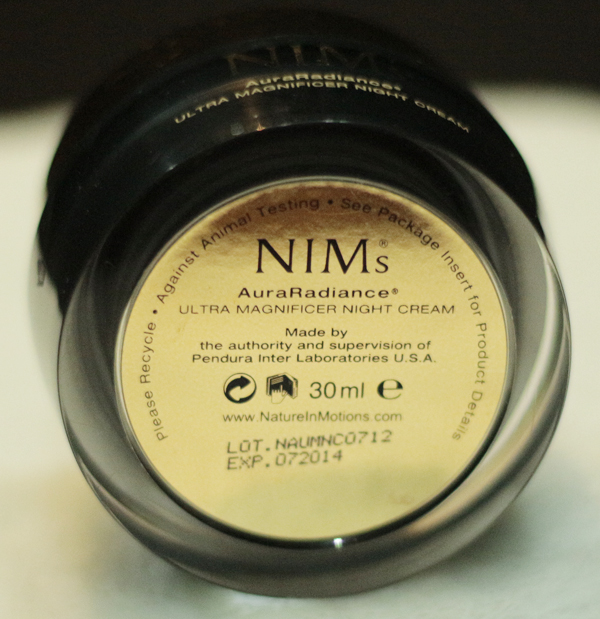 NIMs
AuraRadiance®
ULTRA MAGNIFICER NIGHT CREAM
Please Recycle • Against Animal Testing • See Package Insert for Product Details
NIMs®
AuraRadiance®
ULTRA MAGNIFICER NIGHT CREAM
Made by
the authority and supervision of
Pendura Inter Laboratories U.S.A.
30ml e
www.NatureInMotions.com
LOT.NAUMNC0712
EXP.072014